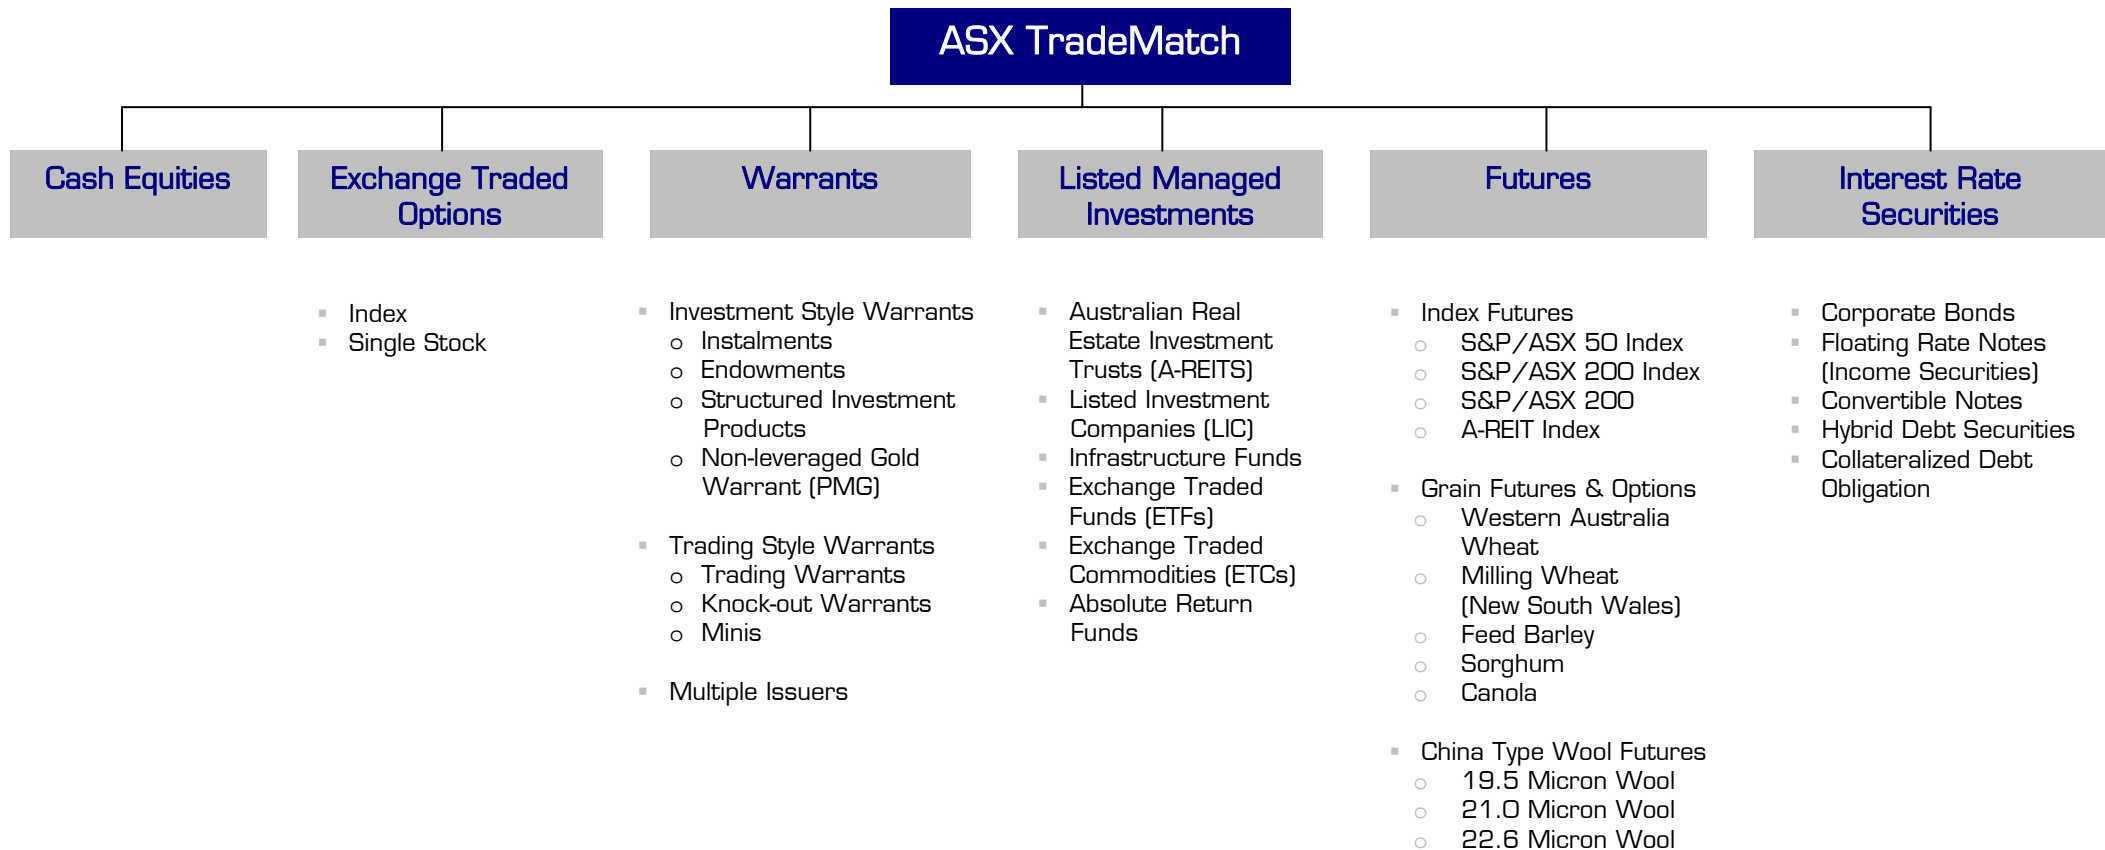 ASX TradeMatch
Cash Equities
Exchange Traded
Options
Index
Single Stock
Warrants
Investment Style Warrants
Instalments
Endowments
Structured Investment
Products
Non-leveraged Gold
Warrant (PMG)
Trading Style Warrants
Trading Warrants
Knock-out Warrants
Minis
Multiple Issuers
Listed Managed
Investments
Australian Real
Estate Investment
Trusts (A-REITS)
Listed Investment
Companies (LIC)
Infrastructure Funds
Exchange Traded
Funds (ETFs)
Exchange Traded
Commodities (ETCs)
Absolute Return
Funds
Futures
Index Futures
S&P/ASX 50 Index
S&P/ASX 200 Index
S&P/ASX 200
A-REIT Index
Grain Futures & Options
Western Australia
Wheat
Milling Wheat
(New South Wales)
Feed Barley
Sorghum
Canola
China Type Wool Futures
19.5 Micron Wool
21.0 Micron Wool
22.6 Micron Wool
Interest Rate
Securities
Corporate Bonds
Floating Rate Notes
(Income Securities)
Convertible Notes
Hybrid Debt Securities
Collateralized Debt
Obligation